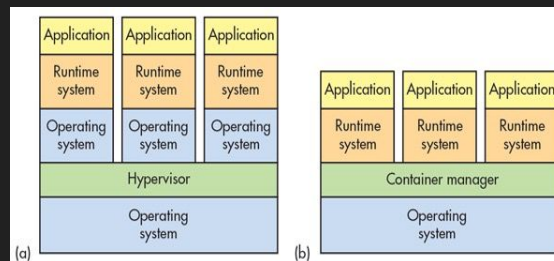 Application
Runtime
system
Operating
system
Application
Runtime
system
Operating
system
Application
Runtime
system
Operating
system
Hypervisor
Operating
system
(a)
Application
Runtime
system
Application
Runtime
system
Application
Runtime
system
Container manager
Operating
system
(b)